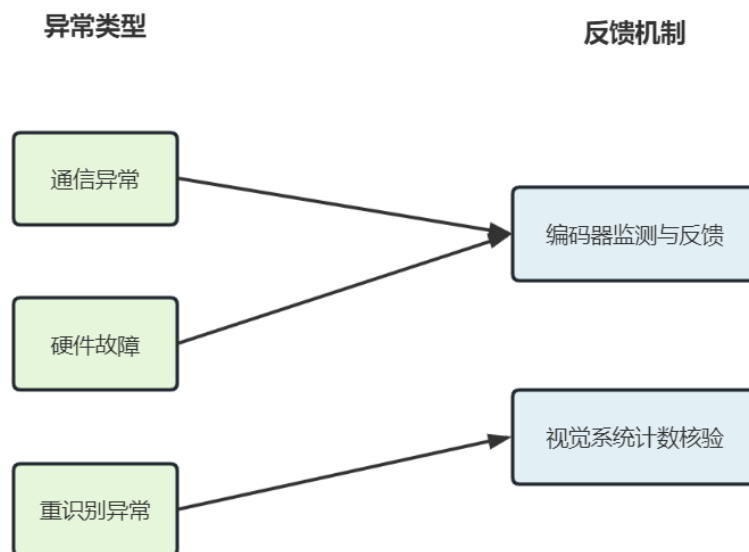 异常类型
反馈机制
通信异常
编码器监测与反馈
硬件故障
视觉系统计数核验
重识别异常